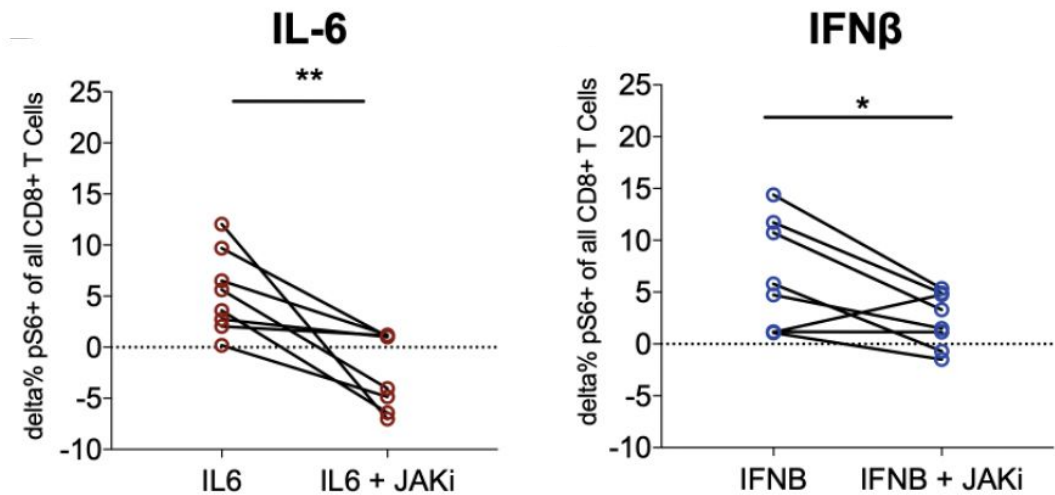 IL-6
**
delta% pS6+ of all CD8+ T Cells
25
20
15
10
5
0
-5
-10
IL6
IL6 + JAKi
IFNβ
*
delta% pS6+ of all CD8+ T Cells
25
20
15
10
5
0
-5
-10
IFNB
IFNB + JAKi